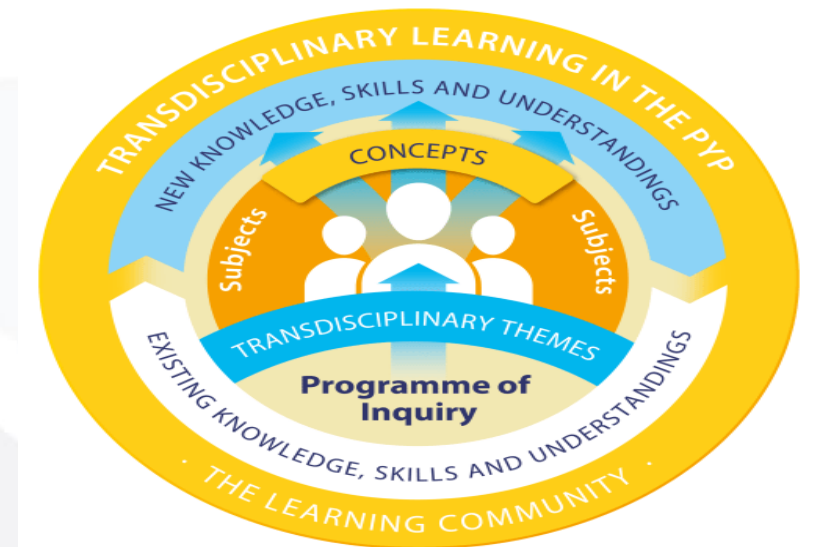 TRANSDISCIPLINARY LEARNING IN THE PYP
NEW KNOWLEDGE, SKILLS AND UNDERSTANDINGS
CONCEPTS
Subjects
Subjects
TRANSDISCIPLINARY THEMES
Programme of
Inquiry
EXISTING KNOWLEDGE, SKILLS AND UNDERSTANDINGS
· THE LEARNING COMMUNITY ·